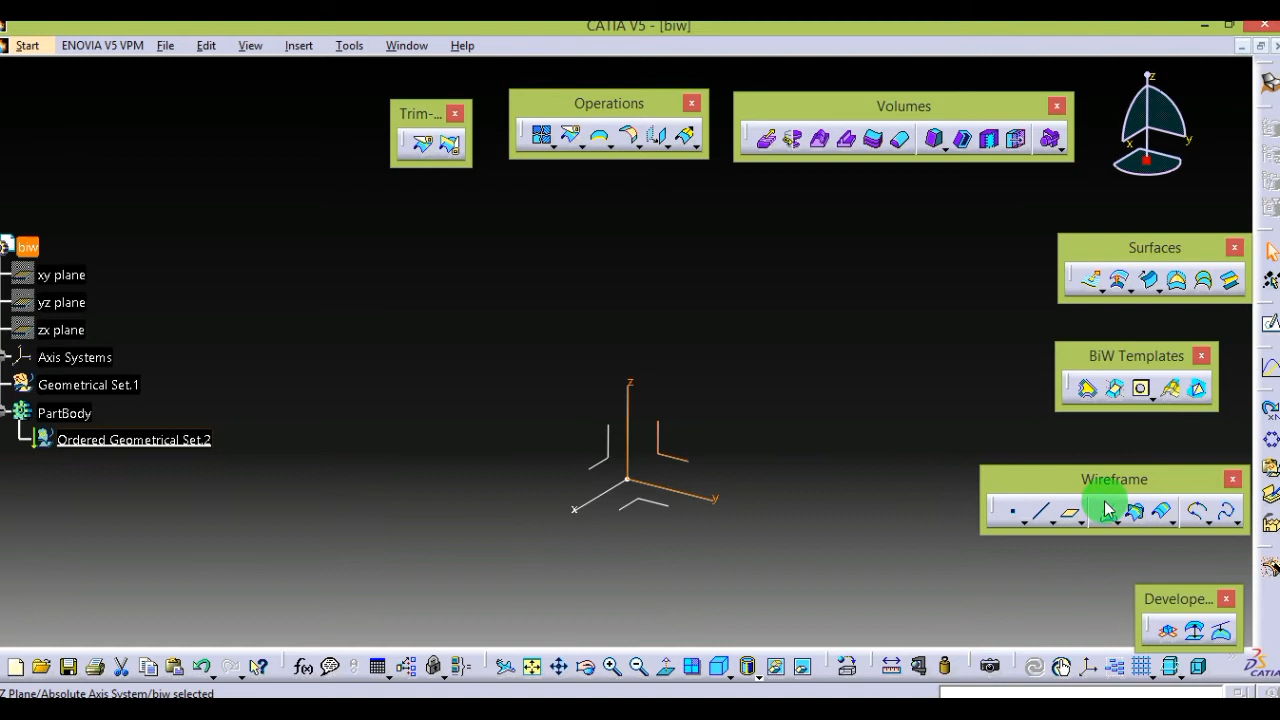 CATIA V5 - [biw]
Start ENOVIA V5 VPM File Edit View Insert Tools Window Help
z
y
x
Trim-...
Operations
Volumes
Surfaces
BiW Templates
Wireframe
Develope...
biw
xy plane
yz plane
zx plane
Axis Systems
Geometrical Set.1
PartBody
Ordered Geometrical Set.2
z
y
x
f(x)
CATIA
Z Plane/Absolute Axis System/biw selected